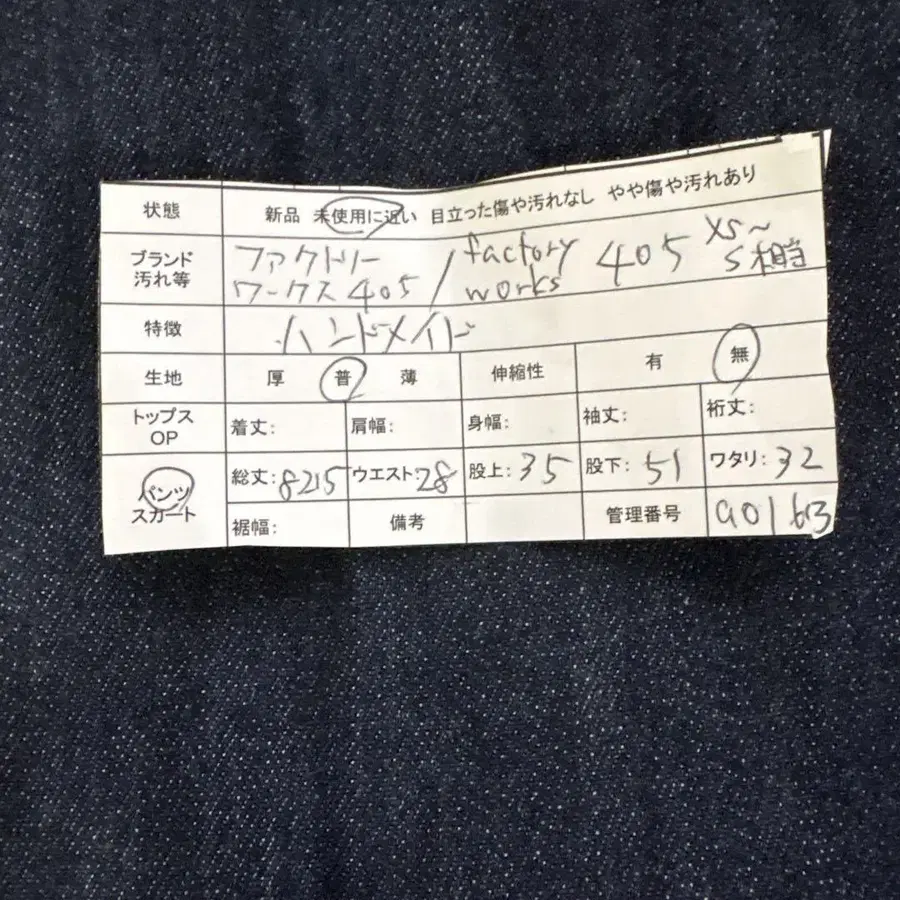 状態 新品 未使用に近い 目立った傷や汚れなし やや傷や汚れあり
ブランド 汚れ等 ファクトリー ワークス 405 / factory works 405 XS~ S相当
特徴 ハンドメイド
生地 厚 普 薄 伸縮性 有 無
トップス OP 着丈: 肩幅: 身幅: 袖丈: 裄丈:
パンツ スカート 総丈:82.5 ウエスト:28 股上:35 股下:51 ワタリ:32
裾幅: 備考 管理番号 a0163